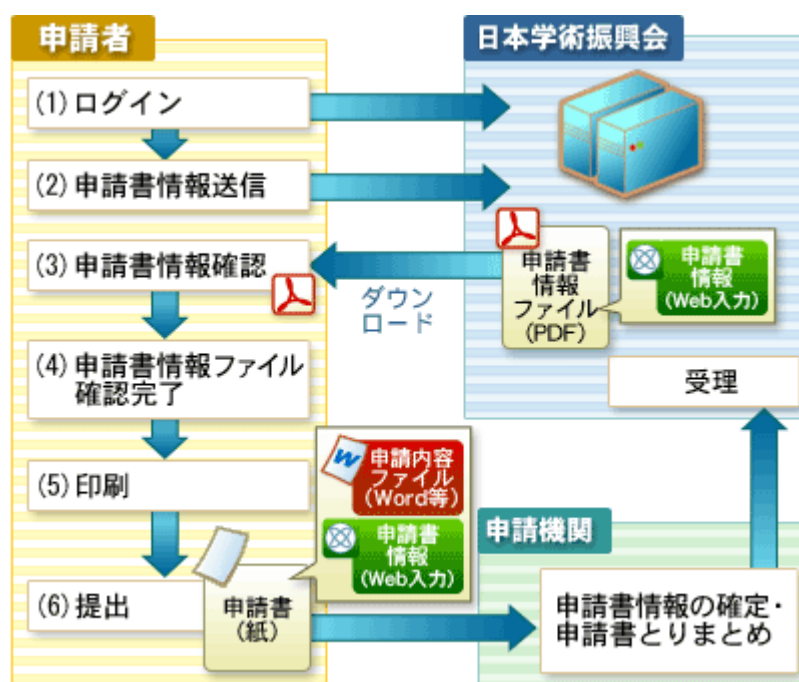 申請者
日本学術振興会
(1)ログイン
(2)申請書情報送信
(3)申請書情報確認
ダウン
ロード
申請書
情報
ファイル
(PDF)
申請書
情報
(Web入力)
(4)申請書情報ファイル
確認完了
受理
(5)印刷
W
申請内容
ファイル
(Word等)
申請書
情報
(Web入力)
申請機関
(6)提出
申請書
(紙)
申請書情報の確定・
申請書とりまとめ